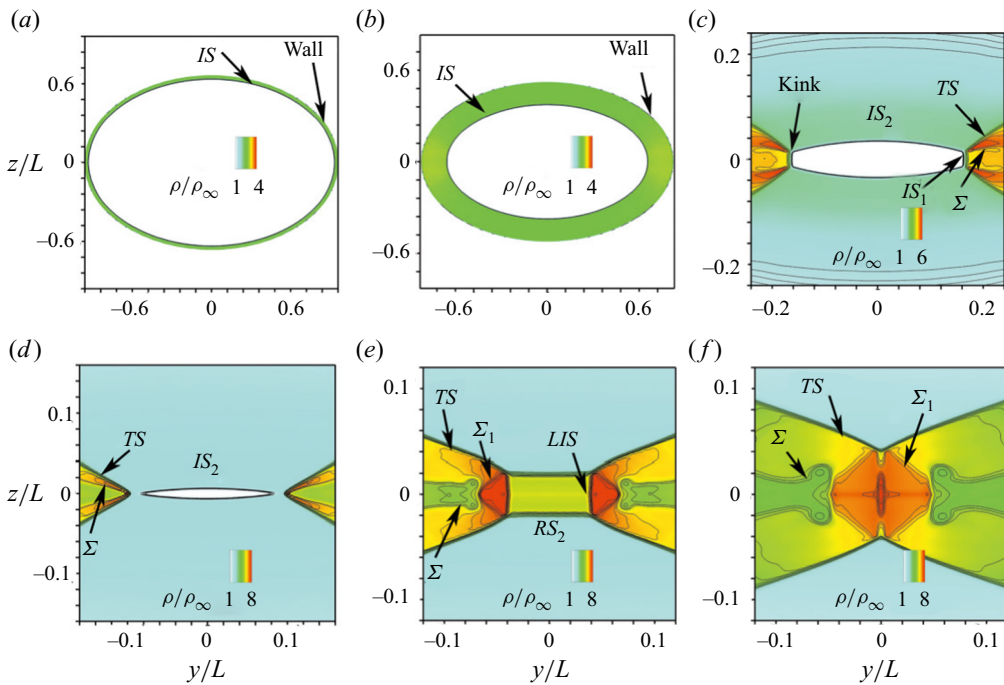 (a)
IS
Wall
0.6
z/L
0
–0.6
ρ/ρ∞ 1 4
–0.6 0 0.6
(b)
IS
Wall
0.6
0
–0.6
ρ/ρ∞ 1 4
–0.6 0 0.6
(c)
0.2
Kink
IS2
TS
0
IS1
Σ
–0.2
ρ/ρ∞ 1 6
–0.2 0 0.2
(d)
0.1
TS
IS2
z/L
0
Σ
–0.1
ρ/ρ∞ 1 8
–0.1 0 0.1
y/L
(e)
0.1
TS
Σ1
LIS
0
RS2
Σ
–0.1
ρ/ρ∞ 1 8
–0.1 0 0.1
y/L
(f)
0.1
TS
Σ1
Σ
0
–0.1
ρ/ρ∞ 1 8
–0.1 0 0.1
y/L